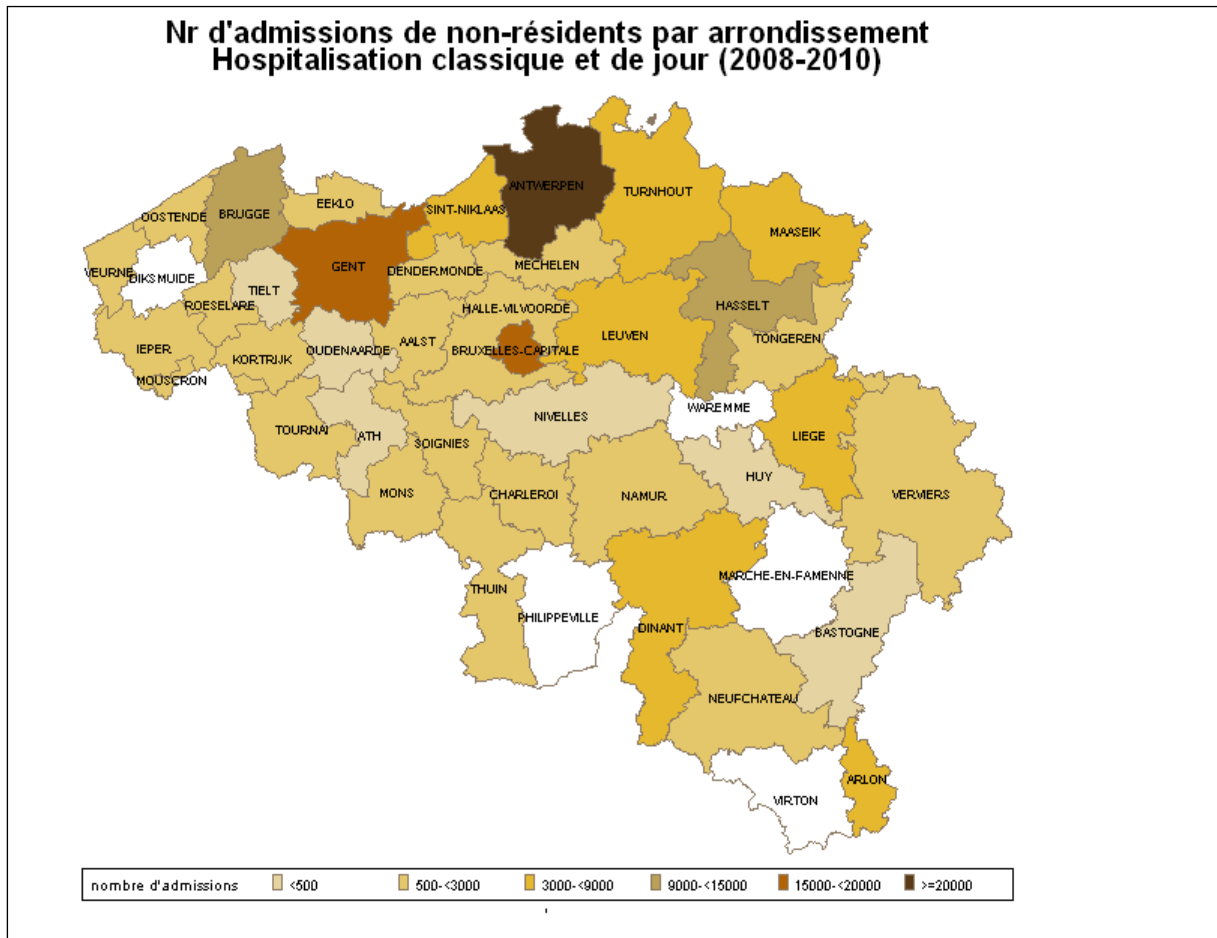 Nr d'admissions de non-résidents par arrondissement
Hospitalisation classique et de jour (2008-2010)
ANTWERPEN
TURNHOUT
EEKLO
SINT-NIKLAAS
OOSTENDE
BRUGGE
MAASEIK
GENT
DENDERMONDE
MECHELEN
VEURNE
DIKSMUIDE
TIELT
ROESELARE
HALLE-VILVOORDE
HASSELT
IEPER
KORTRIJK
OUDENAARDE
AALST
BRUXELLES-CAPITALE
LEUVEN
TONGEREN
MOUSCRON
WAREMME
NIVELLES
TOURNAI
ATH
SOIGNIES
LIEGE
HUY
MONS
CHARLEROI
NAMUR
VERVIERS
MARCHE-EN-FAMENNE
THUIN
PHILIPPEVILLE
DINANT
BASTOGNE
NEUFCHATEAU
ARLON
VIRTON
nombre d'admissions <500 500-<3000 3000-<9000 9000-<15000 15000-<20000 >=20000